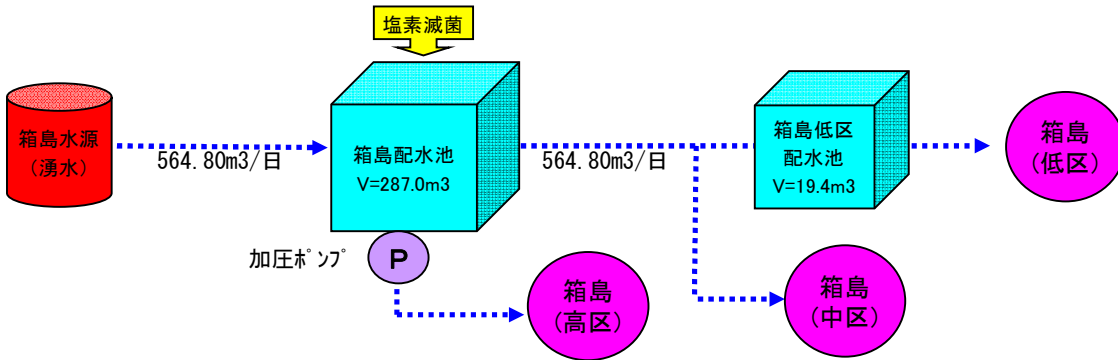 塩素滅菌
箱島水源
(湧水)
564.80m3/日
箱島配水池
V=287.0m3
564.80m3/日
箱島低区
配水池
V=19.4m3
箱島
(低区)
加圧ﾎﾟﾝﾌﾟ
P
箱島
(高区)
箱島
(中区)